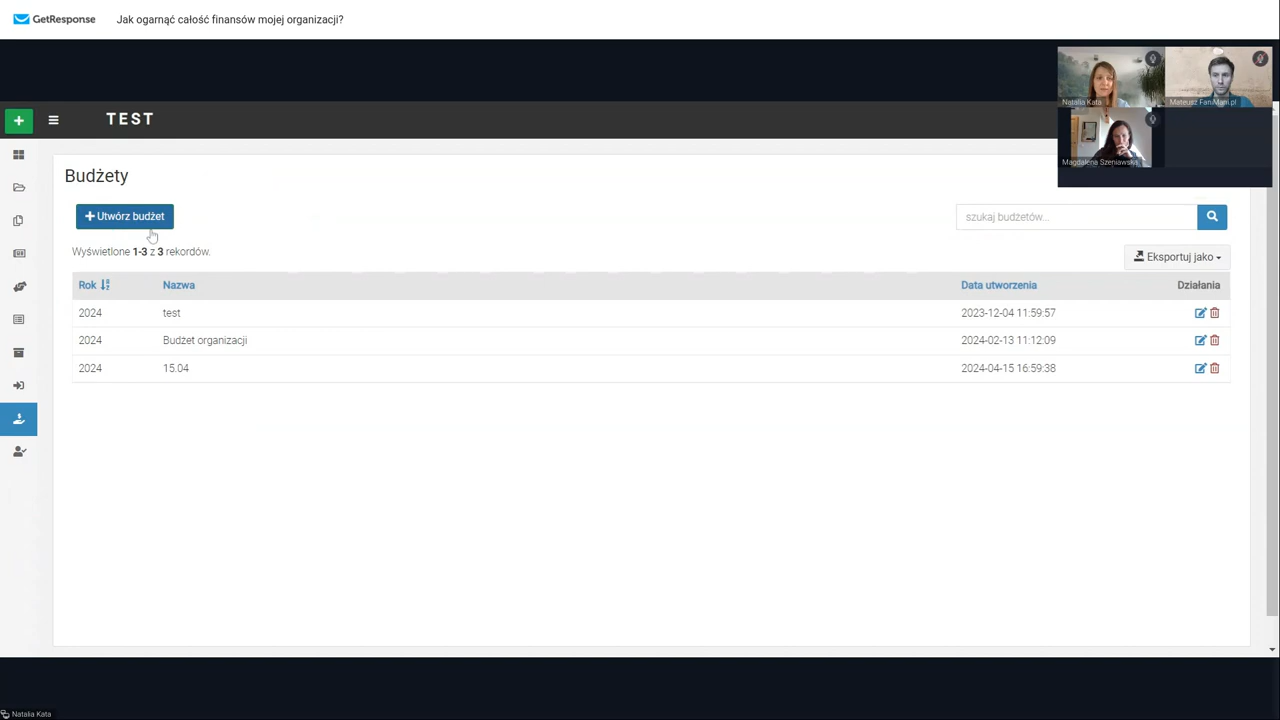 GetResponse
Jak ogarnąć całość finansów mojej organizacji?
Natalia Kata
Mateusz FaniMani.pl
Magdalena Szeniawska
TEST
Budżety
+ Utwórz budżet
szukaj budżetów...
Wyświetlone 1-3 z 3 rekordów.
Eksportuj jako
Rok Nazwa Data utworzenia Działania
2024 test 2023-12-04 11:59:57
2024 Budżet organizacji 2024-02-13 11:12:09
2024 15.04 2024-04-15 16:59:38
Natalia Kata